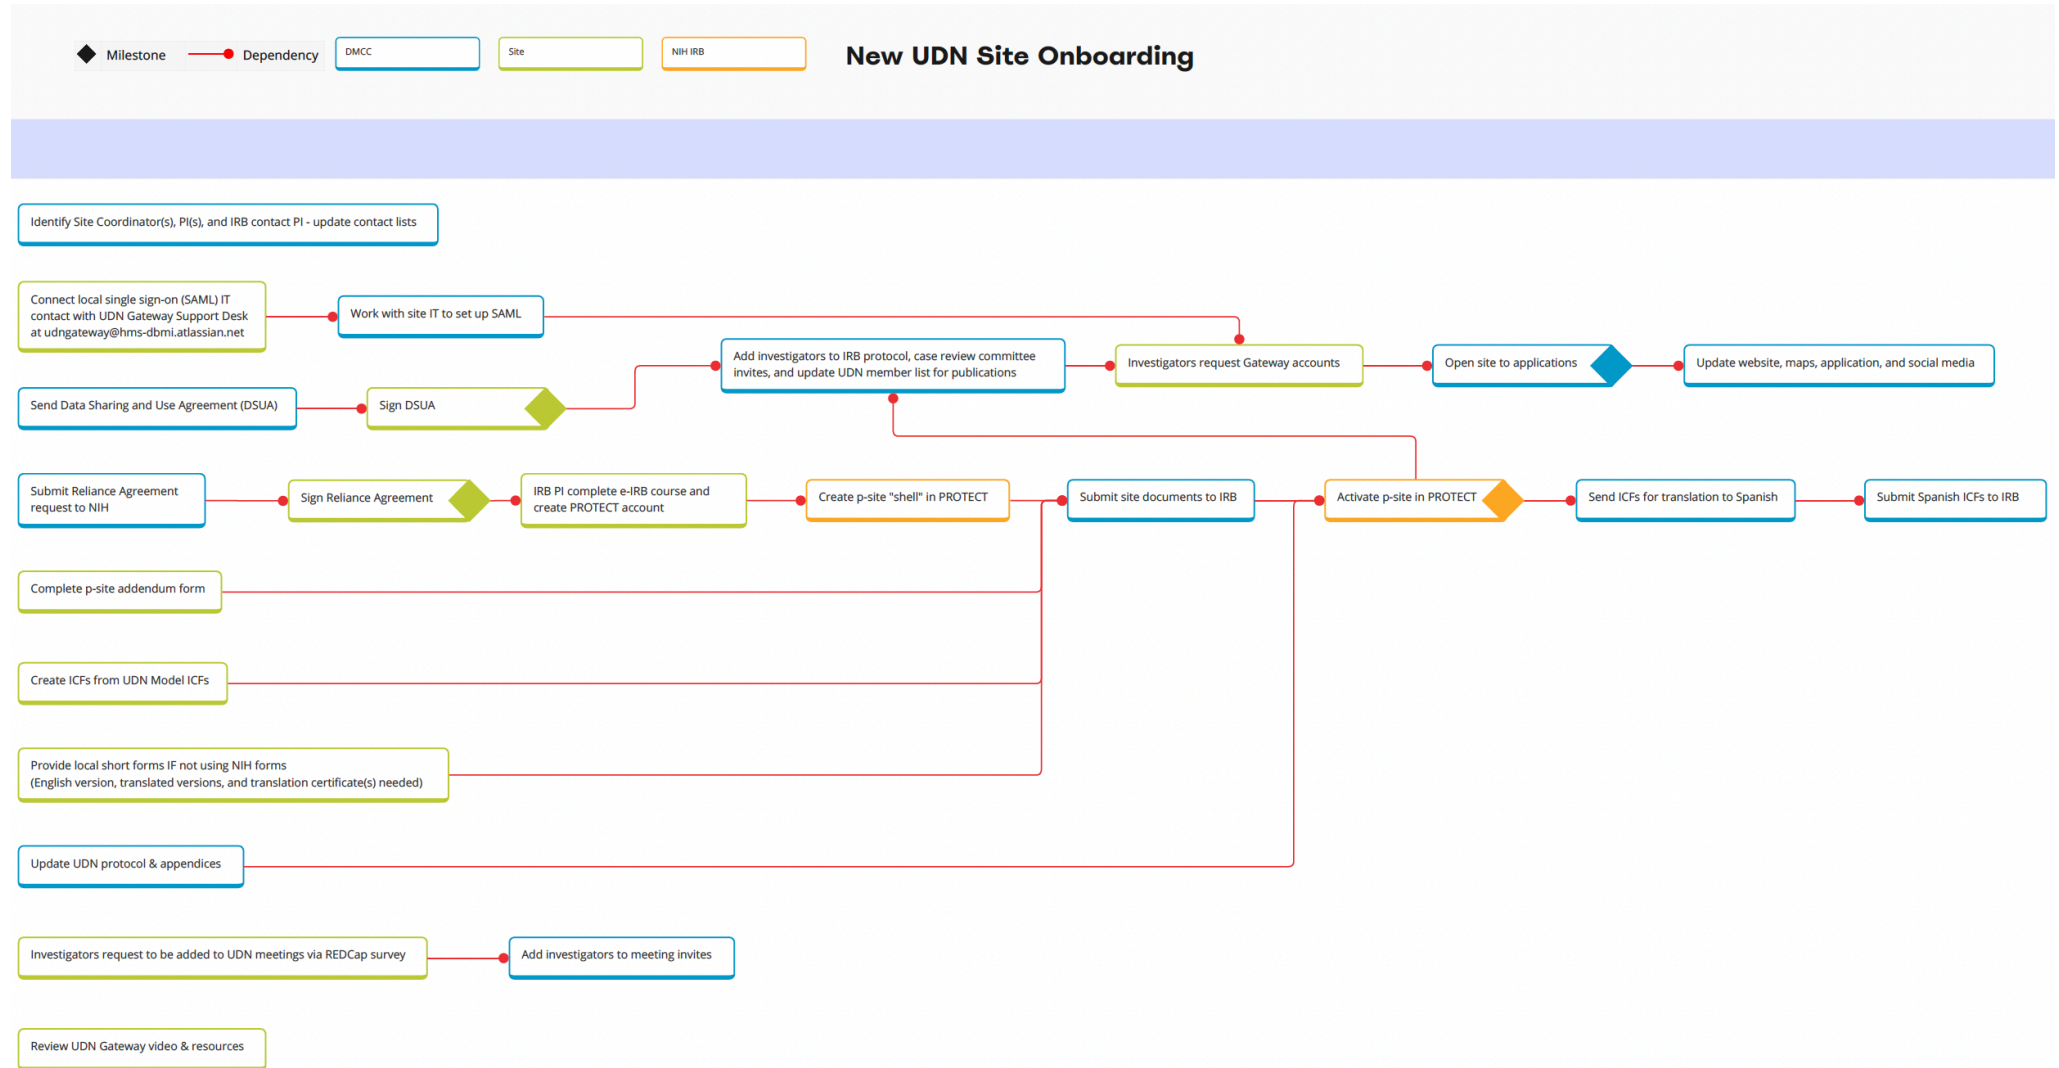 Milestone
Dependency
DMCC
Site
NIH IRB
New UDN Site Onboarding
Identify Site Coordinator(s), PI(s), and IRB contact PI - update contact lists
Connect local single sign-on (SAML) IT
contact with UDN Gateway Support Desk
at udngateway@hms-dbmi.atlassian.net
Work with site IT to set up SAML
Add investigators to IRB protocol, case review committee
invites, and update UDN member list for publications
Investigators request Gateway accounts
Open site to applications
Update website, maps, application, and social media
Send Data Sharing and Use Agreement (DSUA)
Sign DSUA
Submit Reliance Agreement
request to NIH
Sign Reliance Agreement
IRB PI complete e-IRB course and
create PROTECT account
Create p-site "shell" in PROTECT
Submit site documents to IRB
Activate p-site in PROTECT
Send ICFs for translation to Spanish
Submit Spanish ICFs to IRB
Complete p-site addendum form
Create ICFs from UDN Model ICFs
Provide local short forms IF not using NIH forms
(English version, translated versions, and translation certificate(s) needed)
Update UDN protocol & appendices
Investigators request to be added to UDN meetings via REDCap survey
Add investigators to meeting invites
Review UDN Gateway video & resources